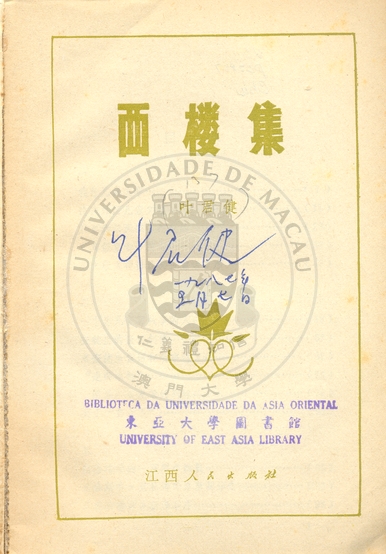 西楼集
叶君健
叶君健
一九八七年
五月七日
UNIVERSIDADE DE MACAU
仁義禮知信
澳門大學
BIBLIOTECA DA UNIVERSIDADE DA ASIA ORIENTAL
東亞大學圖書館
UNIVERSITY OF EAST ASIA LIBRARY
江西人民出版社